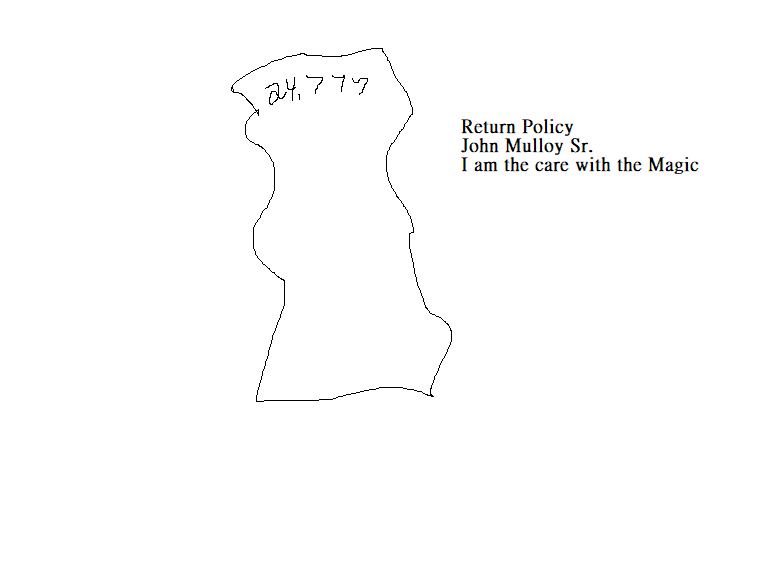 24,777
Return Policy
John Mulloy Sr.
I am the care with the Magic